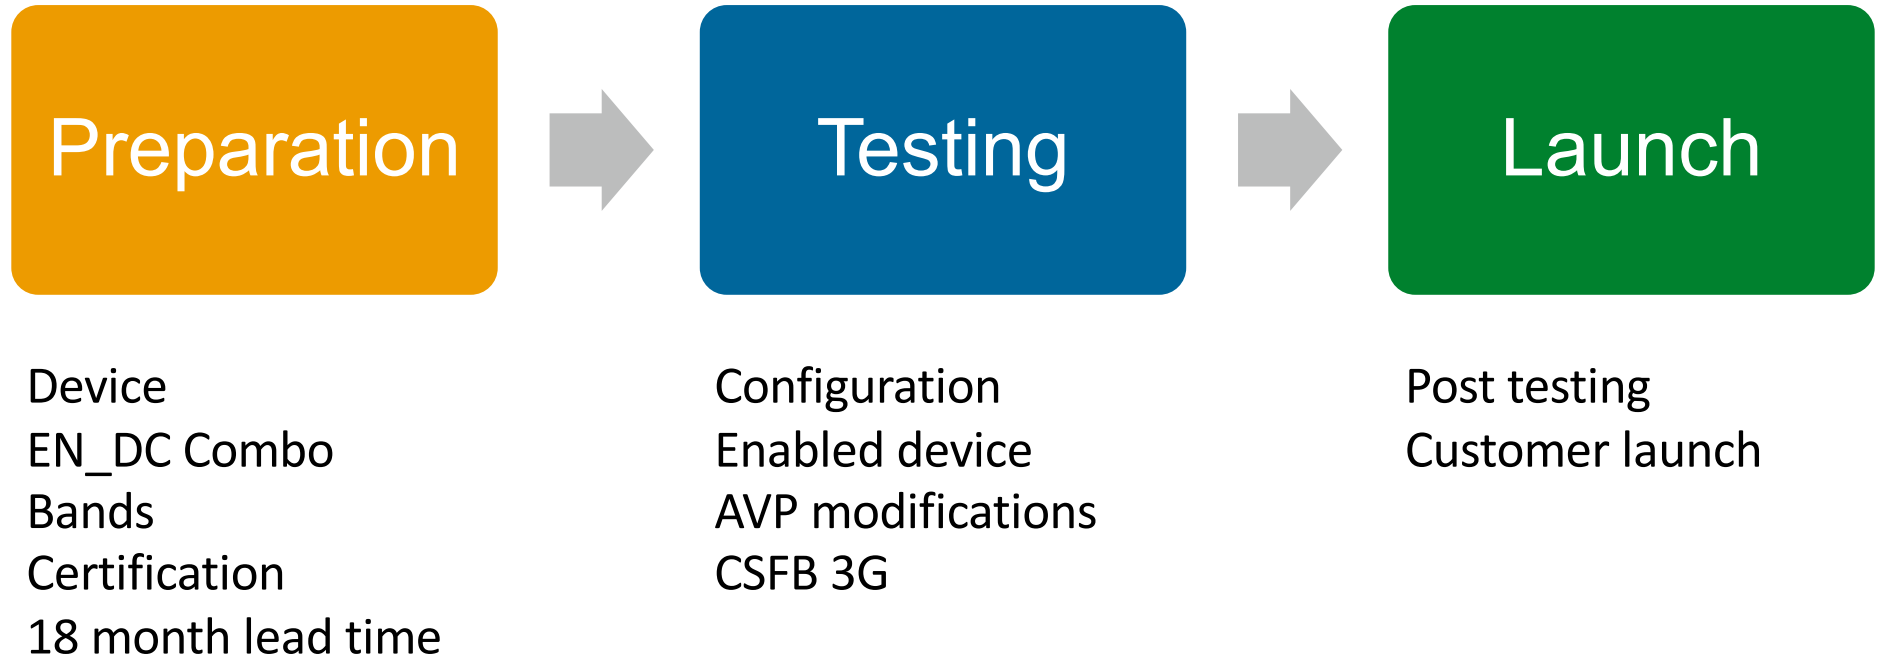 Preparation
Testing
Launch
Device
EN_DC Combo
Bands
Certification
18 month lead time
Configuration
Enabled device
AVP modifications
CSFB 3G
Post testing
Customer launch